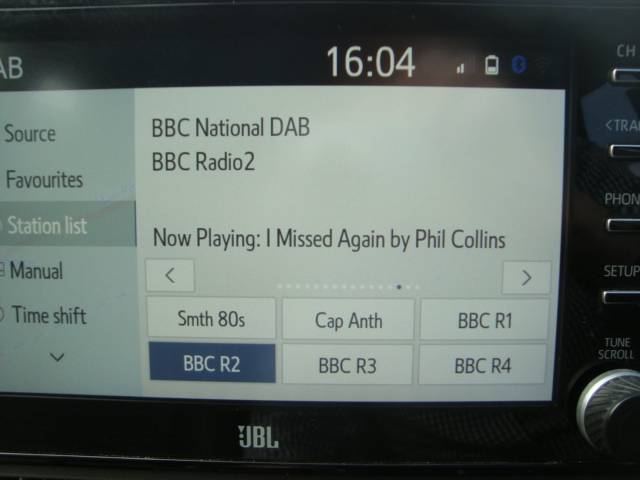 AB
16:04
CH
Source
BBC National DAB
BBC Radio2
<TRA
Favourites
Station list
PHON
Now Playing: I Missed Again by Phil Collins
Manual
< >
SETUP
Time shift
Smth 80s Cap Anth BBC R1
TUNE
SCROLL
BBC R2 BBC R3 BBC R4
JBL